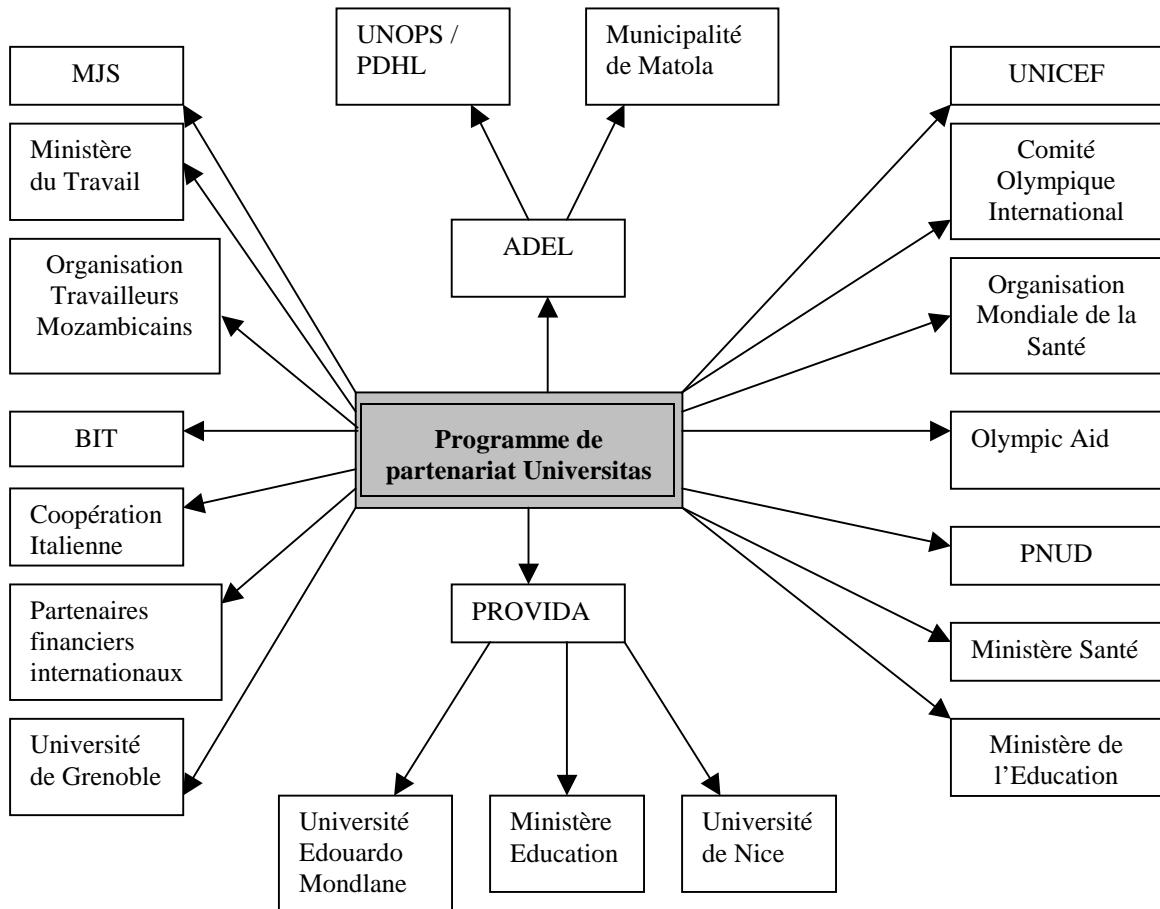 UNOPS /
PDHL
Municipalité
de Matola
MJS
UNICEF
Ministère
du Travail
Comité
Olympique
International
ADEL
Organisation
Travailleurs
Mozambicains
Organisation
Mondiale de la
Santé
BIT
Programme de
partenariat Universitas
Olympic Aid
Coopération
Italienne
PNUD
Partenaires
financiers
internationaux
PROVIDA
Ministère Santé
Université
de Grenoble
Ministère de
l’Education
Université
Edouardo
Mondlane
Ministère
Education
Université
de Nice